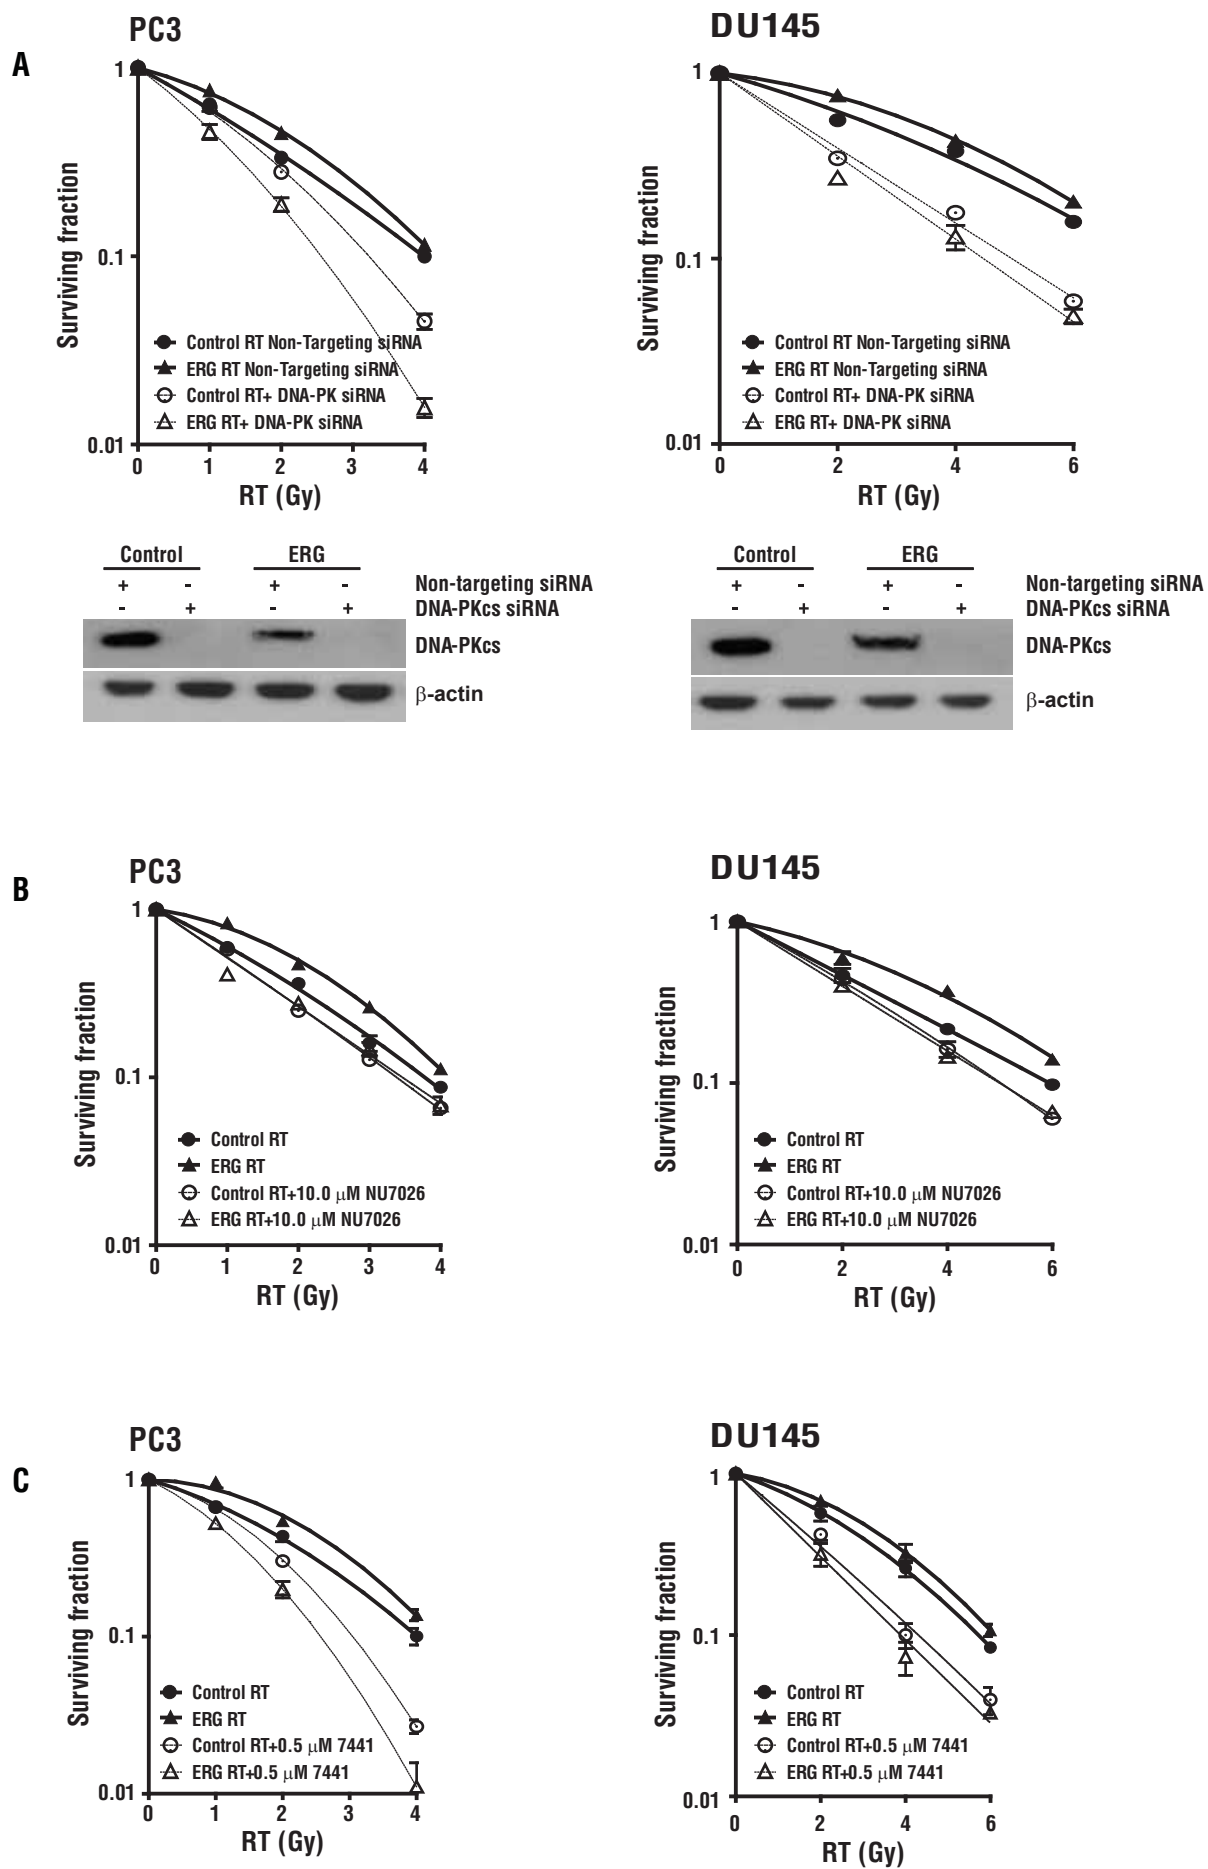 A
PC3
Surviving fraction
1
0.1
0.01
Control RT Non-Targeting siRNA
ERG RT Non-Targeting siRNA
Control RT+ DNA-PK siRNA
ERG RT+ DNA-PK siRNA
0 1 2 3 4
RT (Gy)
DU145
Surviving fraction
1
0.1
0.01
Control RT Non-Targeting siRNA
ERG RT Non-Targeting siRNA
Control RT+ DNA-PK siRNA
ERG RT+ DNA-PK siRNA
0 2 4 6
RT (Gy)
Control ERG
+ - + - Non-targeting siRNA
- + - + DNA-PKcs siRNA
DNA-PKcs
β-actin
Control ERG
+ - + - Non-targeting siRNA
- + - + DNA-PKcs siRNA
DNA-PKcs
β-actin
B
PC3
Surviving fraction
1
0.1
0.01
Control RT
ERG RT
Control RT+10.0 μM NU7026
ERG RT+10.0 μM NU7026
0 1 2 3 4
RT (Gy)
DU145
Surviving fraction
1
0.1
0.01
Control RT
ERG RT
Control RT+10.0 μM NU7026
ERG RT+10.0 μM NU7026
0 2 4 6
RT (Gy)
C
PC3
Surviving fraction
1
0.1
0.01
Control RT
ERG RT
Control RT+0.5 μM 7441
ERG RT+0.5 μM 7441
0 1 2 3 4
RT (Gy)
DU145
Surviving fraction
1
0.1
0.01
Control RT
ERG RT
Control RT+0.5 μM 7441
ERG RT+0.5 μM 7441
0 2 4 6
RT (Gy)